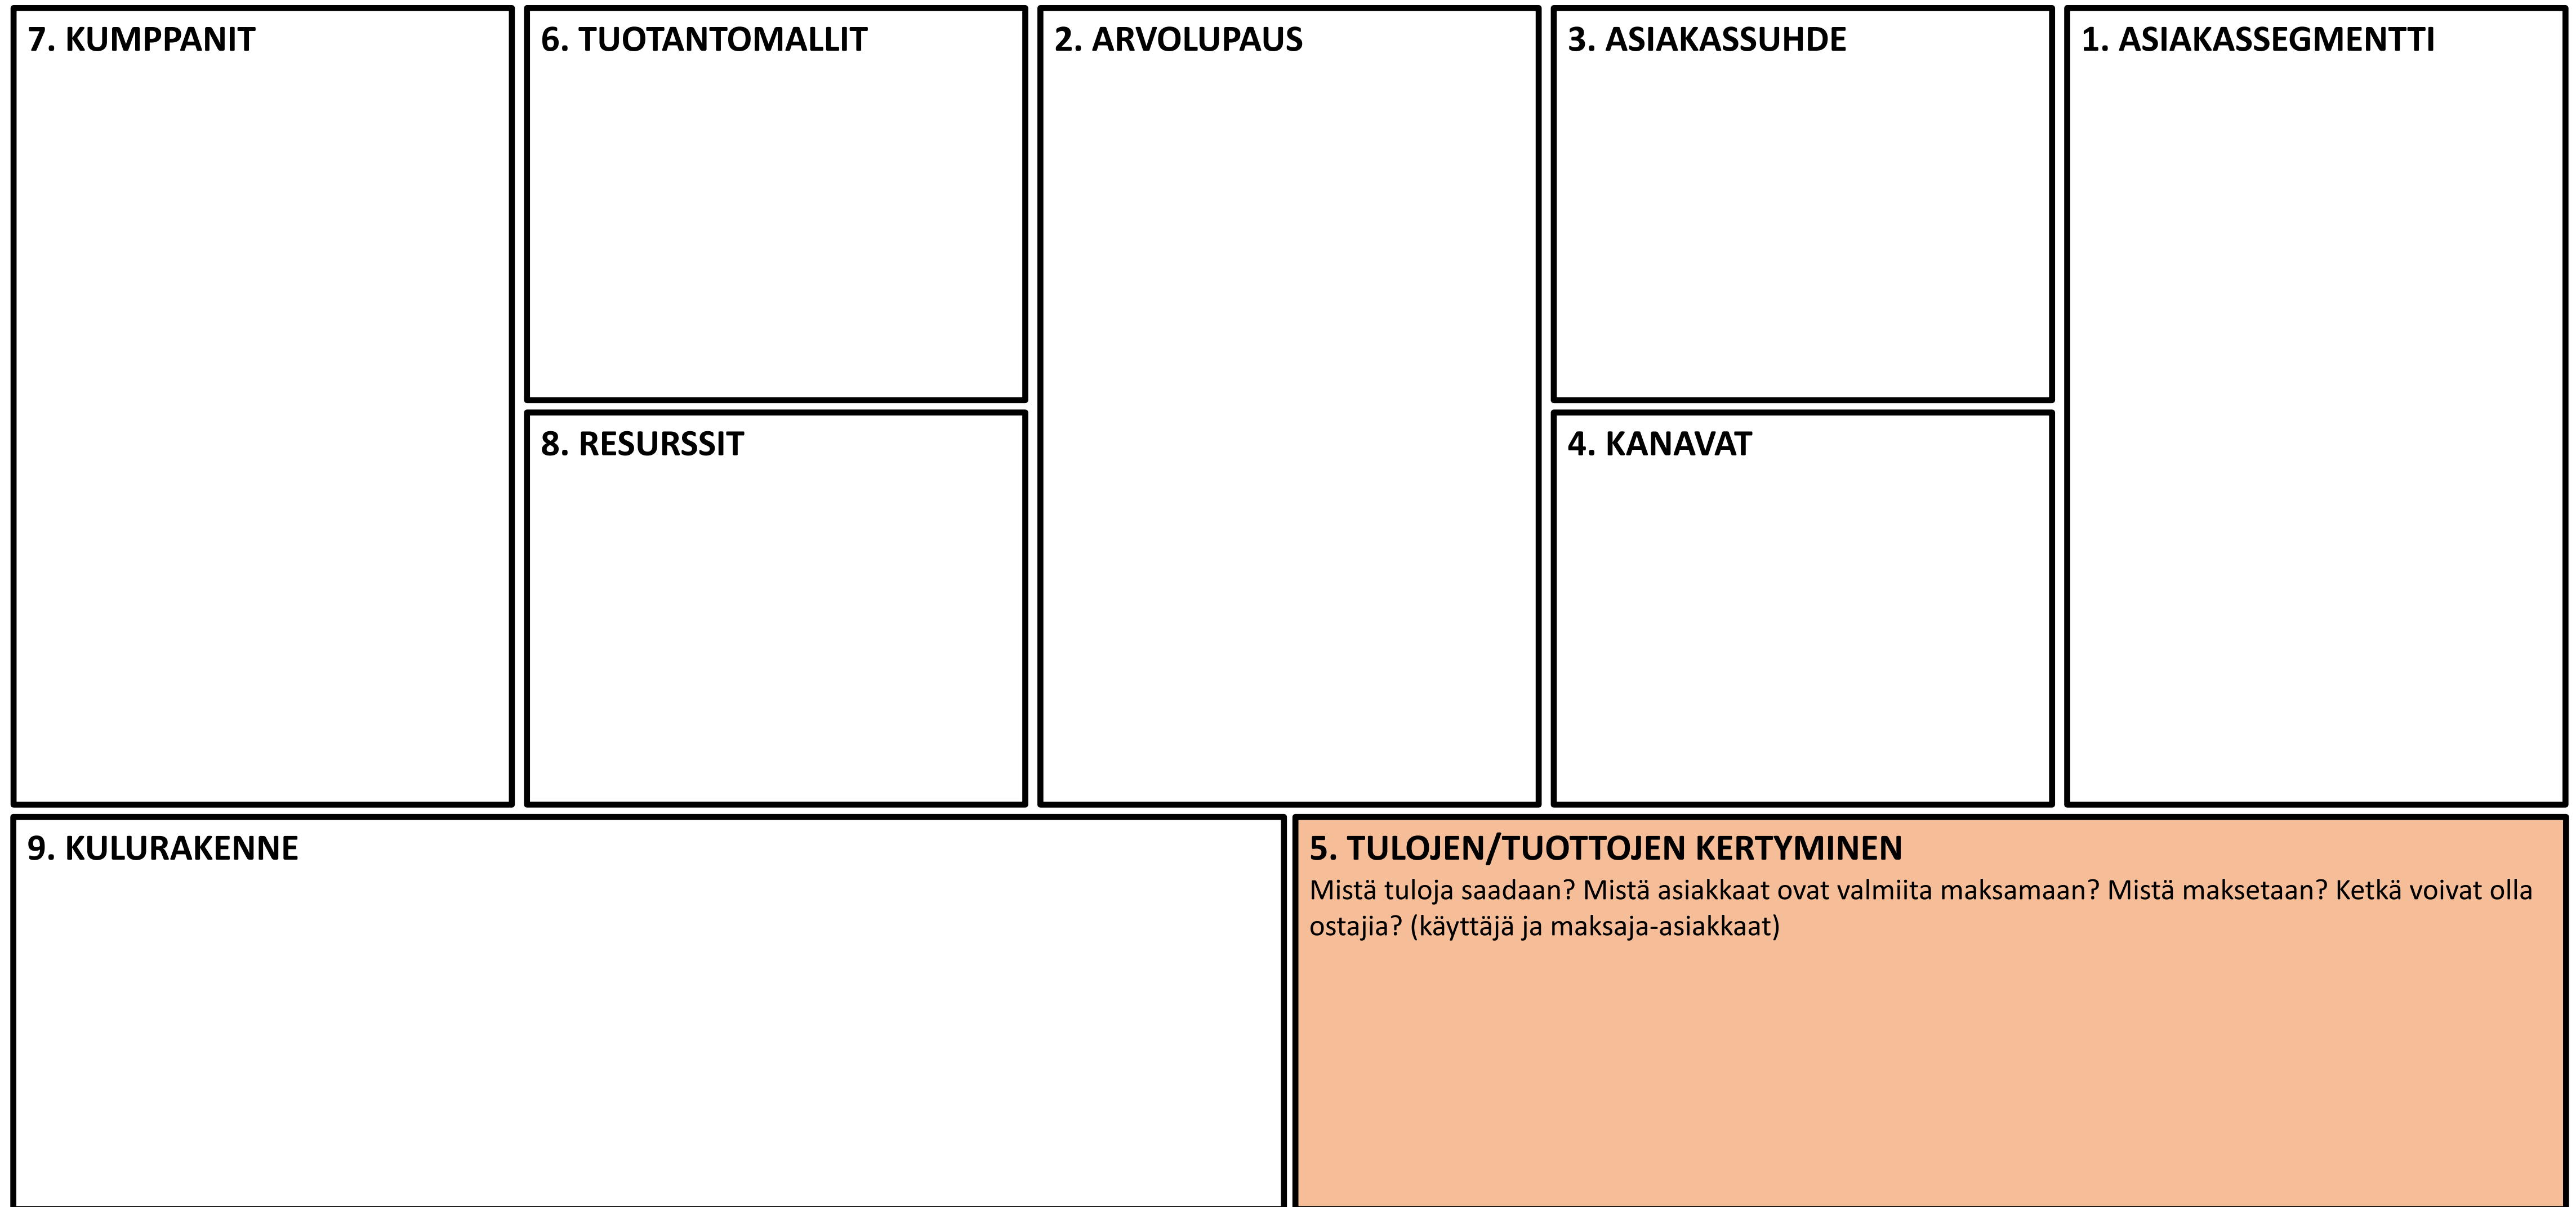 7. KUMPPANIT
6. TUOTANTOMALLIT
2. ARVOLUPAUS
3. ASIAKASSUHDE
1. ASIAKASSEGMENTTI
8. RESURSSIT
4. KANAVAT
9. KULURAKENNE
5. TULOJEN/TUOTTOJEN KERTYMINEN
Mistä tuloja saadaan? Mistä asiakkaat ovat valmiita maksamaan? Mistä maksetaan? Ketkä voivat olla
ostajia? (käyttäjä ja maksaja-asiakkaat)